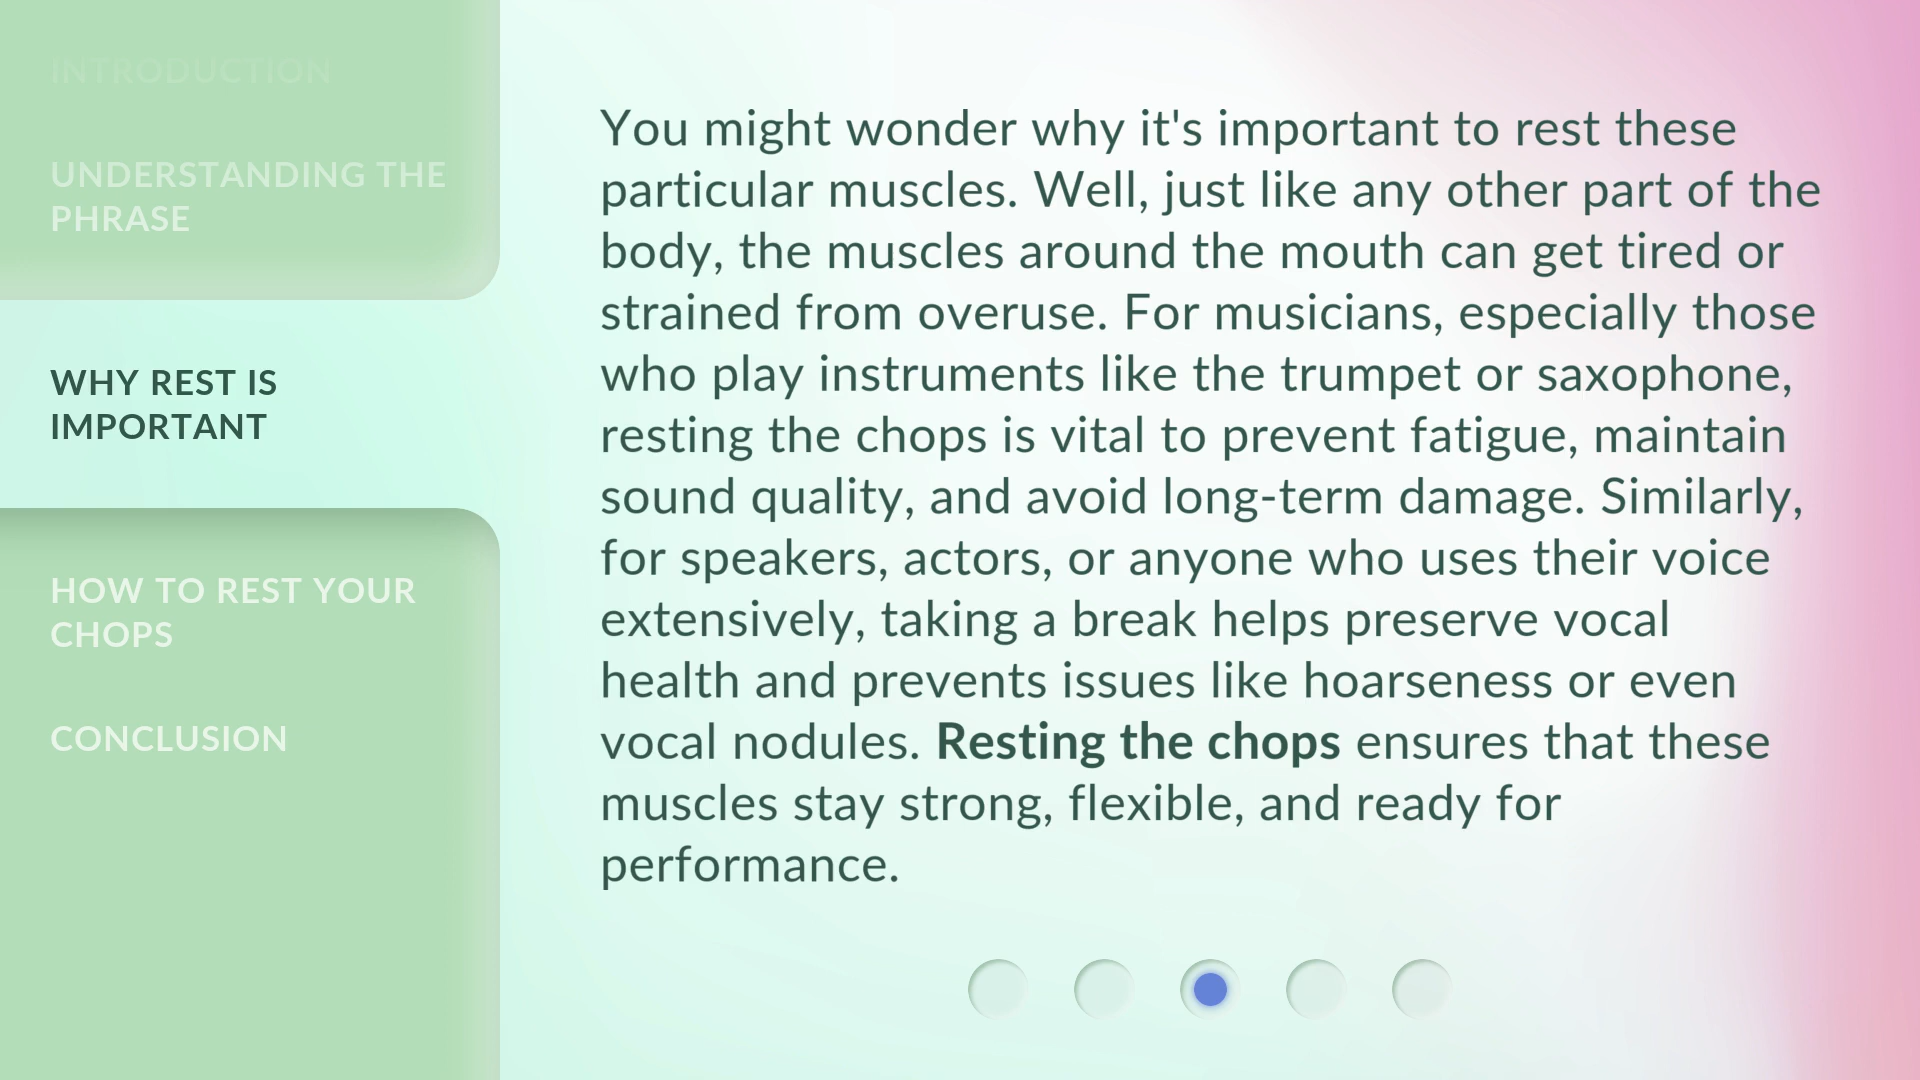 INTRODUCTION
UNDERSTANDING THE
PHRASE
WHY REST IS
IMPORTANT
HOW TO REST YOUR
CHOPS
CONCLUSION
You might wonder why it's important to rest these
particular muscles. Well, just like any other part of the
body, the muscles around the mouth can get tired or
strained from overuse. For musicians, especially those
who play instruments like the trumpet or saxophone,
resting the chops is vital to prevent fatigue, maintain
sound quality, and avoid long-term damage. Similarly,
for speakers, actors, or anyone who uses their voice
extensively, taking a break helps preserve vocal
health and prevents issues like hoarseness or even
vocal nodules. Resting the chops ensures that these
muscles stay strong, flexible, and ready for
performance.